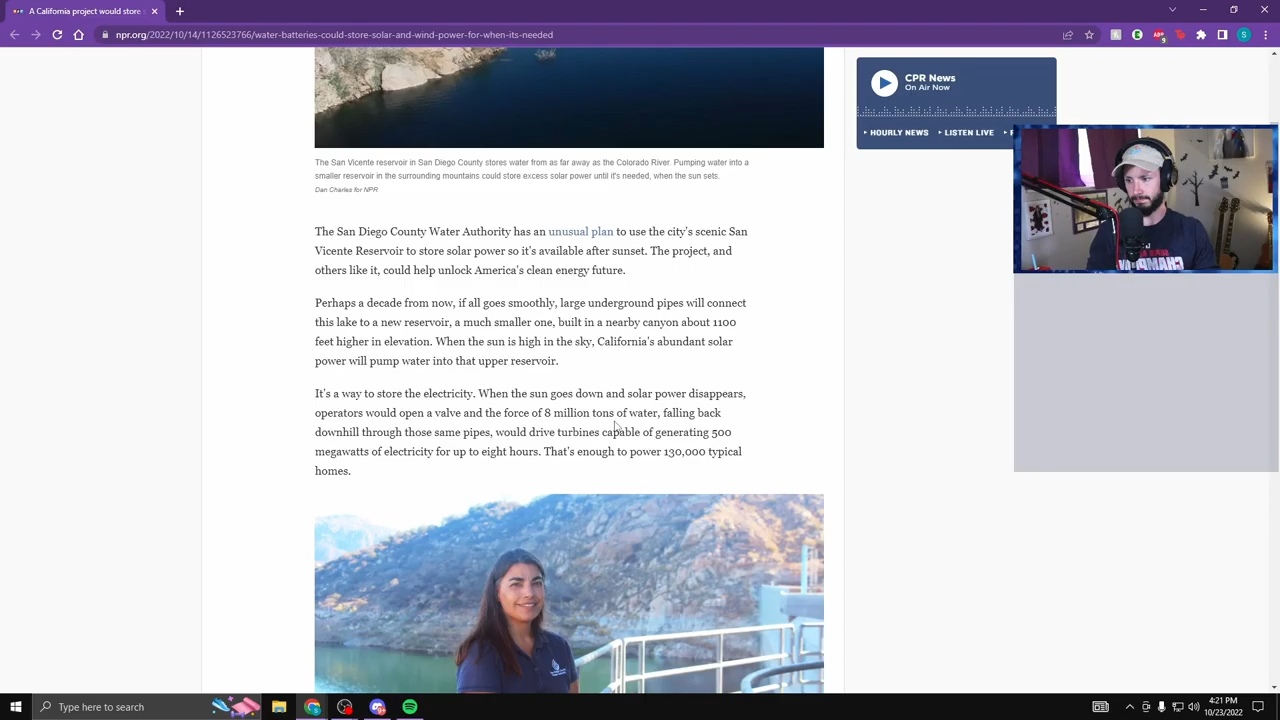 A California project would store
npr.org/2022/10/14/1126523766/water-batteries-could-store-solar-and-wind-power-for-when-its-needed
CPR News
On Air Now
HOURLY NEWS
LISTEN LIVE
The San Vicente reservoir in San Diego County stores water from as far away as the Colorado River. Pumping water into a
smaller reservoir in the surrounding mountains could store excess solar power until it's needed, when the sun sets.
Dan Charles for NPR
The San Diego County Water Authority has an unusual plan to use the city's scenic San
Vicente Reservoir to store solar power so it's available after sunset. The project, and
others like it, could help unlock America's clean energy future.
Perhaps a decade from now, if all goes smoothly, large underground pipes will connect
this lake to a new reservoir, a much smaller one, built in a nearby canyon about 1100
feet higher in elevation. When the sun is high in the sky, California's abundant solar
power will pump water into that upper reservoir.
It's a way to store the electricity. When the sun goes down and solar power disappears,
operators would open a valve and the force of 8 million tons of water, falling back
downhill through those same pipes, would drive turbines capable of generating 500
megawatts of electricity for up to eight hours. That's enough to power 130,000 typical
homes.
Type here to search
4:21 PM
10/23/2022